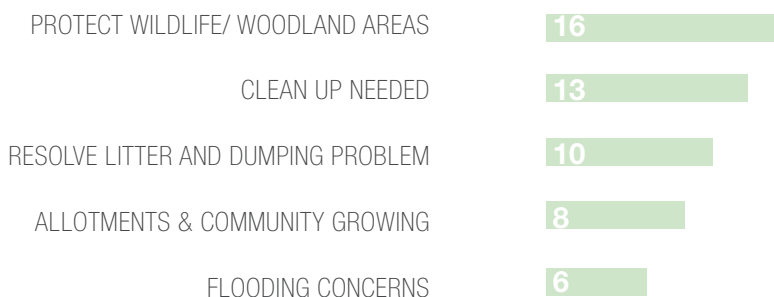 PROTECT WILDLIFE/ WOODLAND AREAS 16
CLEAN UP NEEDED 13
RESOLVE LITTER AND DUMPING PROBLEM 10
ALLOTMENTS & COMMUNITY GROWING 8
FLOODING CONCERNS 6